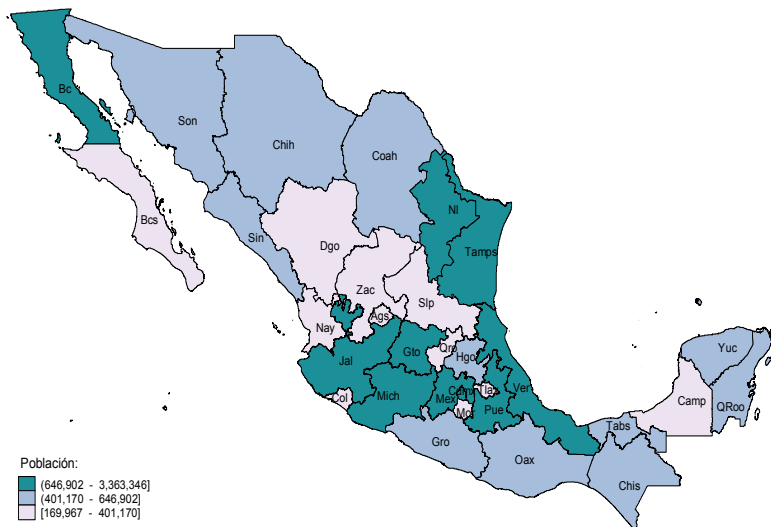 Bc
Son
Chih
Coah
Bcs
Sin
Dgo
Nl
Tamps
Zac
Slp
Nay
Ags
Jal
Gto
Qro
Hgo
Col
Mich
Mex
Cdmx
Tlax
Mor
Pue
Ver
Gro
Oax
Tabs
Chis
Camp
Yuc
QRoo
Población:
(646,902 - 3,363,346]
(401,170 - 646,902]
[169,967 - 401,170]